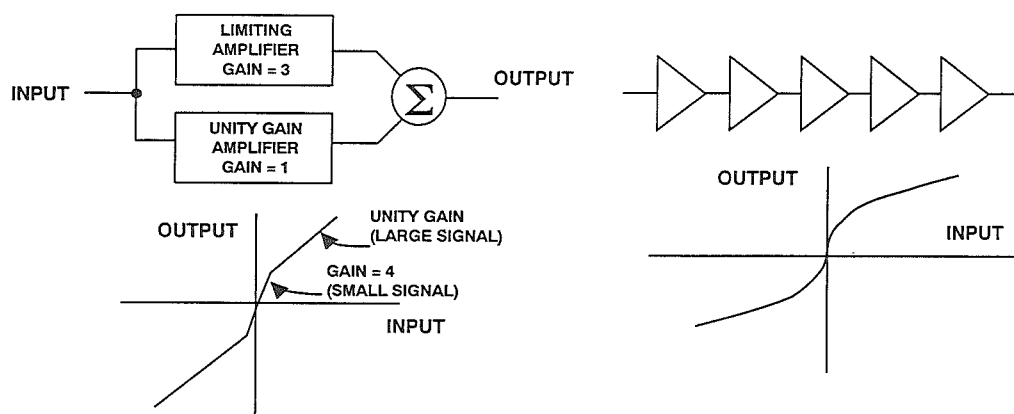 LIMITING
AMPLIFIER
GAIN = 3
INPUT
OUTPUT
Σ
UNITY GAIN
AMPLIFIER
GAIN = 1
OUTPUT
UNITY GAIN
(LARGE SIGNAL)
GAIN = 4
(SMALL SIGNAL)
INPUT
OUTPUT
INPUT